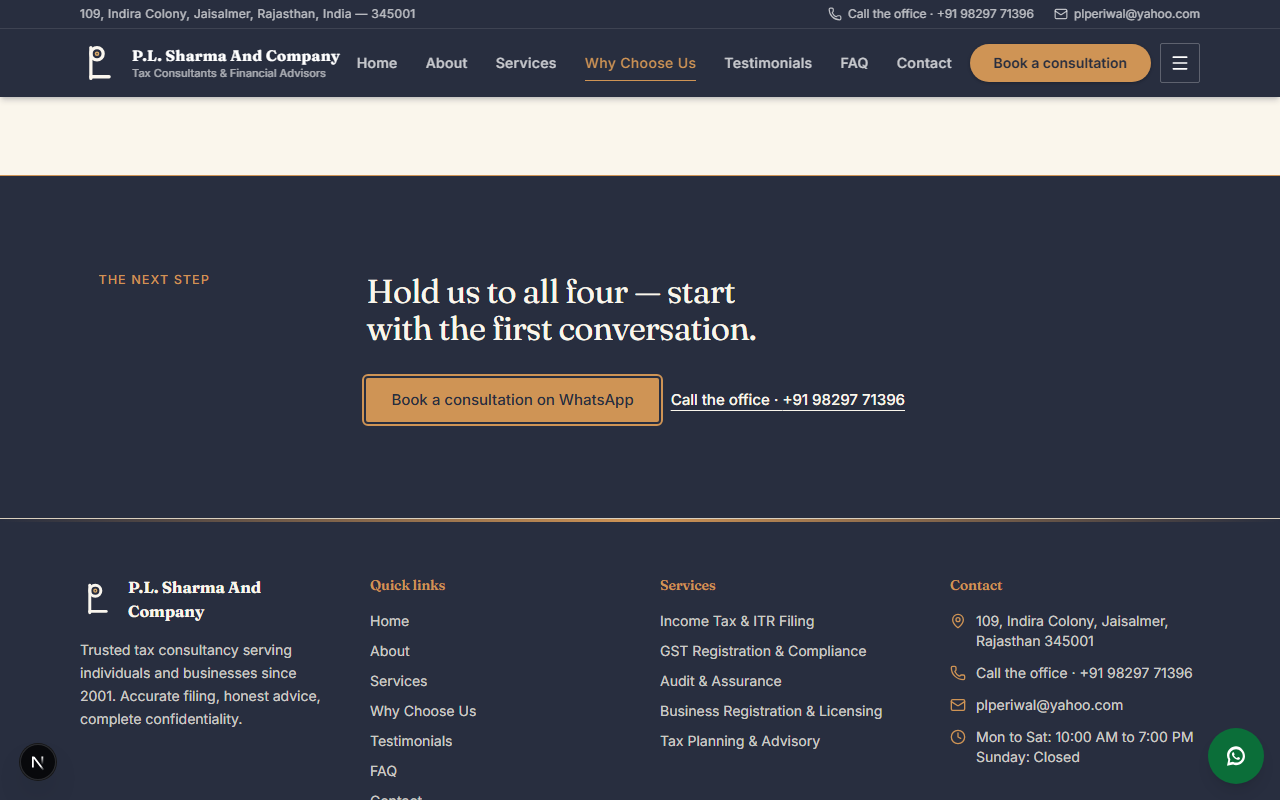 109, Indira Colony, Jaisalmer, Rajasthan, India — 345001
Call the office · +91 98297 71396
plperiwal@yahoo.com
P.L. Sharma And Company
Tax Consultants & Financial Advisors
Home
About
Services
Why Choose Us
Testimonials
FAQ
Contact
Book a consultation
THE NEXT STEP
Hold us to all four — start
with the first conversation.
Book a consultation on WhatsApp
Call the office · +91 98297 71396
P.L. Sharma And
Company
Trusted tax consultancy serving
individuals and businesses since
2001. Accurate filing, honest advice,
complete confidentiality.
Quick links
Home
About
Services
Why Choose Us
Testimonials
FAQ
Contact
Services
Income Tax & ITR Filing
GST Registration & Compliance
Audit & Assurance
Business Registration & Licensing
Tax Planning & Advisory
Contact
109, Indira Colony, Jaisalmer,
Rajasthan 345001
Call the office · +91 98297 71396
plperiwal@yahoo.com
Mon to Sat: 10:00 AM to 7:00 PM
Sunday: Closed
N